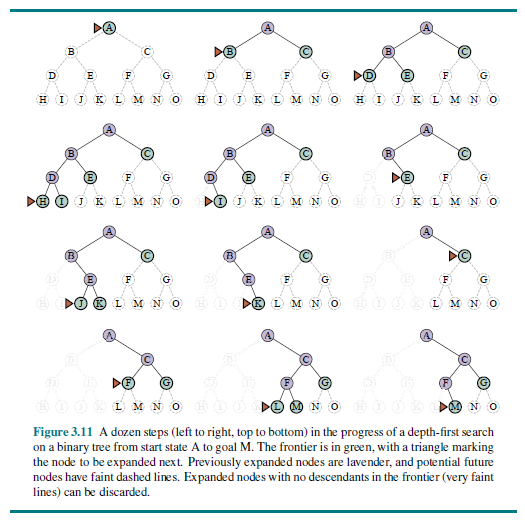 A A A
B C B C B C
D E F G D E F G D E F G
H I J K L M N O H I J K L M N O H I J K L M N O
A A A
B C B C B C
D E F G D E F G E F G
H I J K L M N O I J K L M N O J K L M N O
A A A
B C B C C
E F G E F G F G
J K L M N O K L M N O L M N O
A A A
C C C
F G F G F G
L M N O L M N O M N O
Figure 3.11 A dozen steps (left to right, top to bottom) in the progress of a depth-first search
on a binary tree from start state A to goal M. The frontier is in green, with a triangle marking
the node to be expanded next. Previously expanded nodes are lavender, and potential future
nodes have faint dashed lines. Expanded nodes with no descendants in the frontier (very faint
lines) can be discarded.